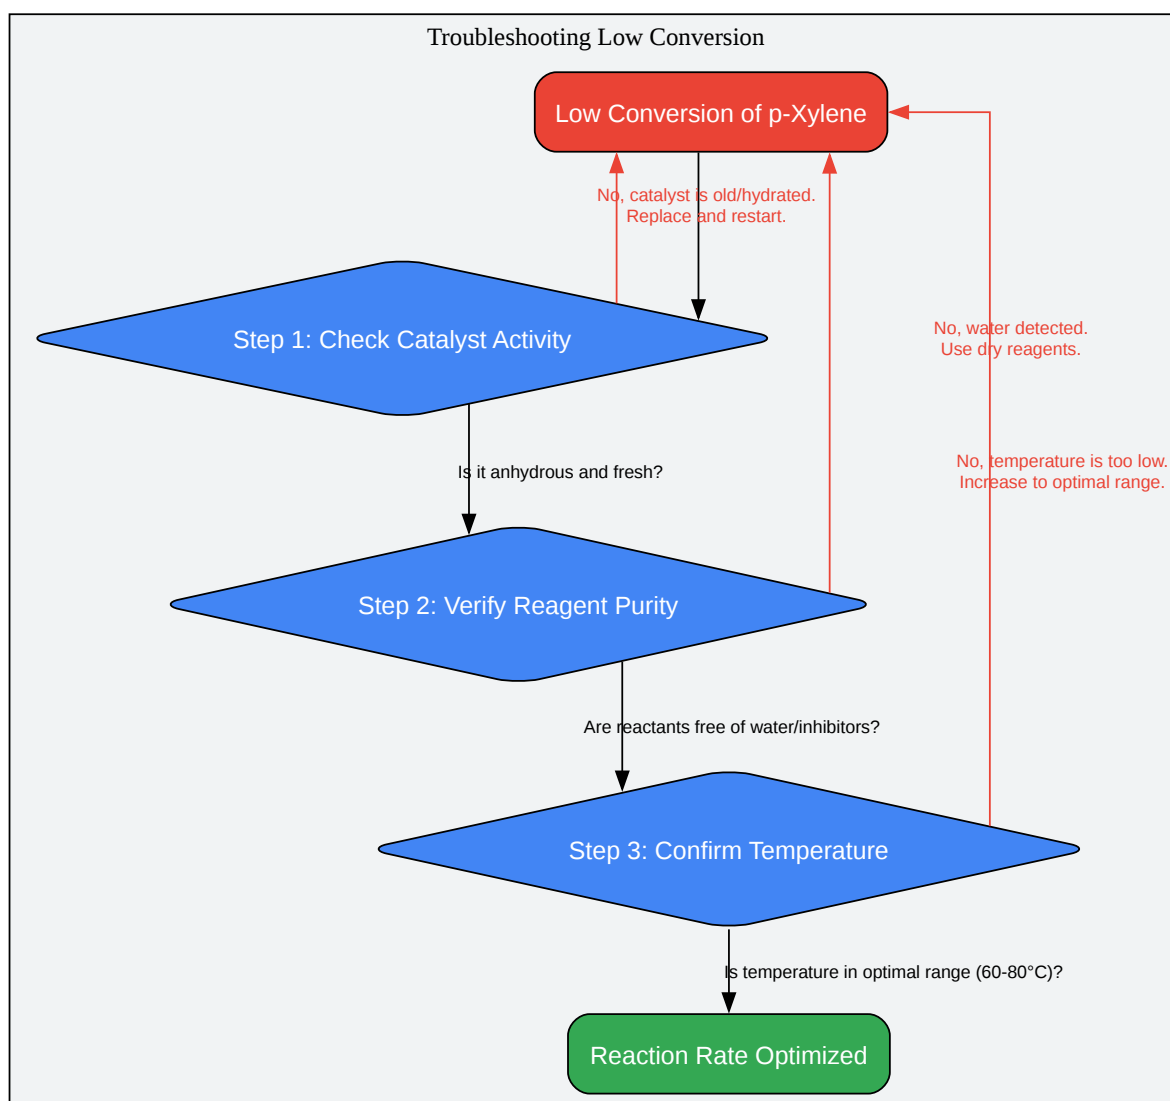 Troubleshooting Low Conversion
Low Conversion of p-Xylene
No, catalyst is old/hydrated.
Replace and restart.
Step 1: Check Catalyst Activity
No, water detected.
Use dry reagents.
Is it anhydrous and fresh?
No, temperature is too low.
Increase to optimal range.
Step 2: Verify Reagent Purity
Are reactants free of water/inhibitors?
Step 3: Confirm Temperature
Is temperature in optimal range (60-80°C)?
Reaction Rate Optimized